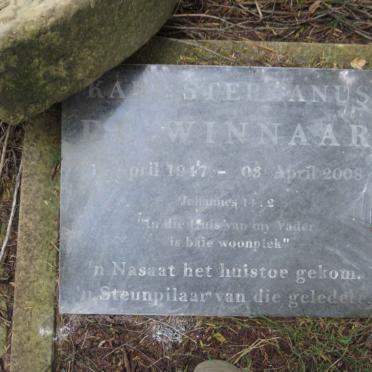 STEPHANUS
DE WINNAAR
April 1947 - 03 April 2008
Johannes 14:2
"In die Huis van my Vader
is baie woonplek"
'n Nasaat het huistoe gekom.
'n Steunpilaar van die geledere